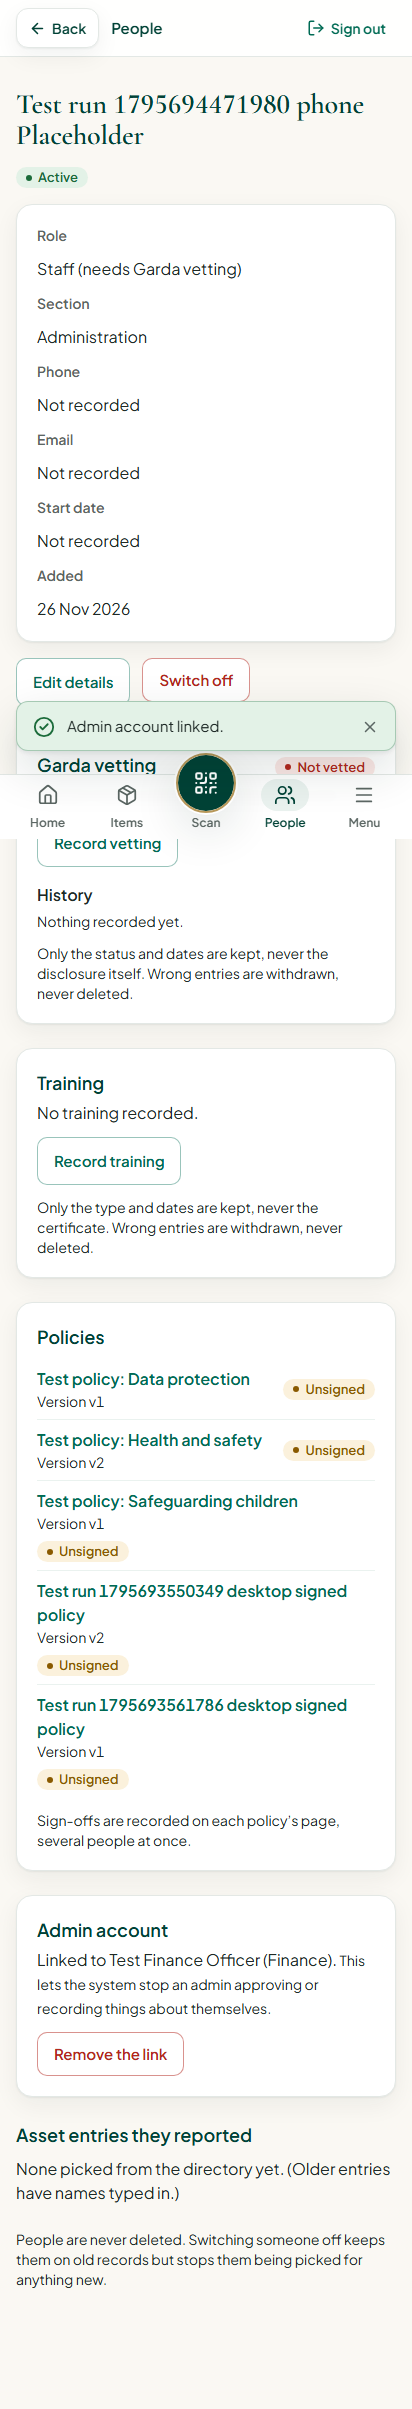 Back
People
Sign out
Test run 1795694471980 phone
Placeholder
Active
Role
Staff (needs Garda vetting)
Section
Administration
Phone
Not recorded
Email
Not recorded
Start date
Not recorded
Added
26 Nov 2026
Edit details
Switch off
Admin account linked.
Garda vetting
Not vetted
Home
Items
Scan
People
Menu
Record vetting
History
Nothing recorded yet.
Only the status and dates are kept, never the
disclosure itself. Wrong entries are withdrawn,
never deleted.
Training
No training recorded.
Record training
Only the type and dates are kept, never the
certificate. Wrong entries are withdrawn, never
deleted.
Policies
Test policy: Data protection
Unsigned
Version v1
Test policy: Health and safety
Unsigned
Version v2
Test policy: Safeguarding children
Version v1
Unsigned
Test run 1795693550349 desktop signed
policy
Version v2
Unsigned
Test run 1795693561786 desktop signed
policy
Version v1
Unsigned
Sign-offs are recorded on each policy's page,
several people at once.
Admin account
Linked to Test Finance Officer (Finance). This
lets the system stop an admin approving or
recording things about themselves.
Remove the link
Asset entries they reported
None picked from the directory yet. (Older entries
have names typed in.)
People are never deleted. Switching someone off keeps
them on old records but stops them being picked for
anything new.